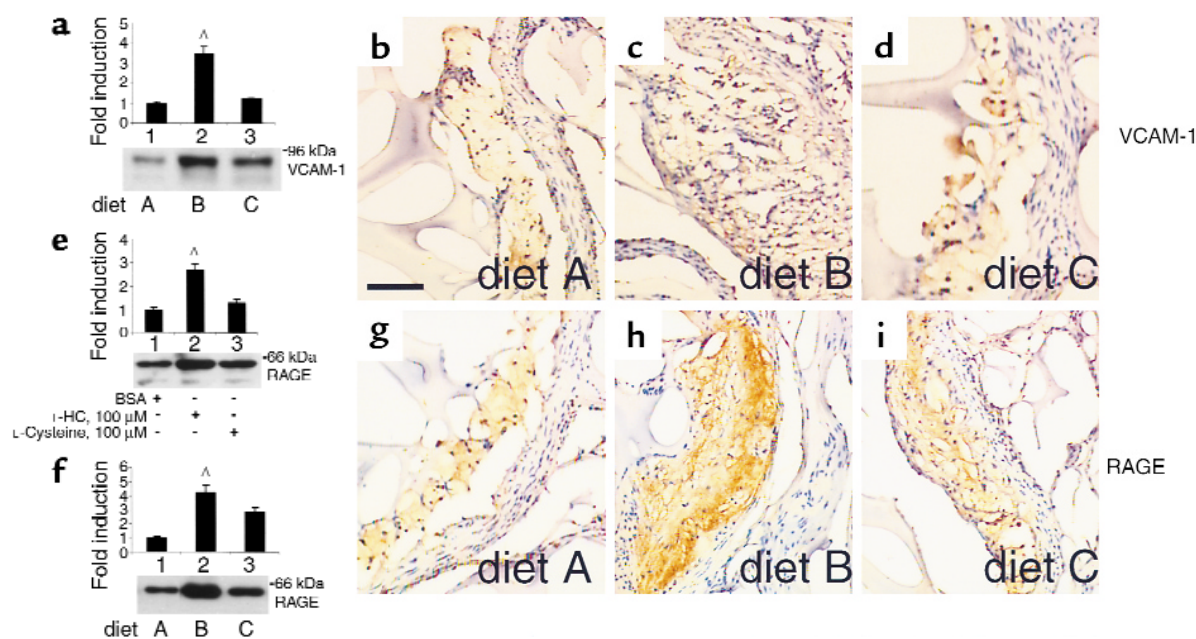 a
Fold induction
5
4
3
2
1
0
^
1 2 3
-96 kDa
VCAM-1
diet A B C
b
diet A
c
diet B
d
diet C
VCAM-1
e
Fold induction
4
3
2
1
0
^
1 2 3
-66 kDa
RAGE
BSA + - -
L-HC, 100 µM - + -
L-Cysteine, 100 µM - - +
f
Fold induction
6
5
4
3
2
1
0
^
1 2 3
-66 kDa
RAGE
diet A B C
g
diet A
h
diet B
i
diet C
RAGE